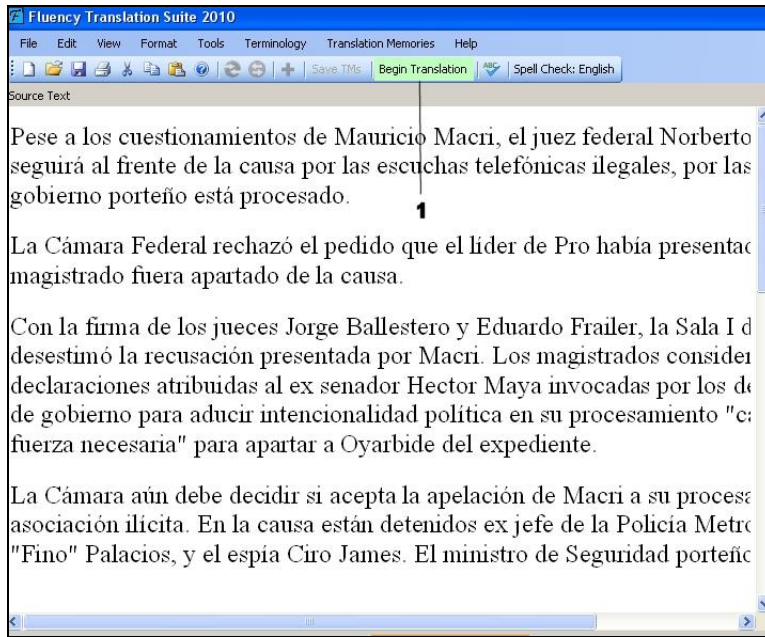 Fluency Translation Suite 2010
File Edit View Format Tools Terminology Translation Memories Help
Save TMs Begin Translation ABC Spell Check: English
Source Text
Pese a los cuestionamientos de Mauricio Macri, el juez federal Norberto
seguirá al frente de la causa por las escuchas telefónicas ilegales, por las
gobierno porteño está procesado.
1
La Cámara Federal rechazó el pedido que el líder de Pro había presentac
magistrado fuera apartado de la causa.
Con la firma de los jueces Jorge Ballestero y Eduardo Frailer, la Sala I d
desestimó la recusación presentada por Macri. Los magistrados consider
declaraciones atribuidas al ex senador Hector Maya invocadas por los de
de gobierno para aducir intencionalidad política en su procesamiento "ca
fuerza necesaria" para apartar a Oyarbide del expediente.
La Cámara aún debe decidir si acepta la apelación de Macri a su procesa
asociación ilícita. En la causa están detenidos ex jefe de la Policía Metro
"Fino" Palacios, y el espía Ciro James. El ministro de Seguridad porteño